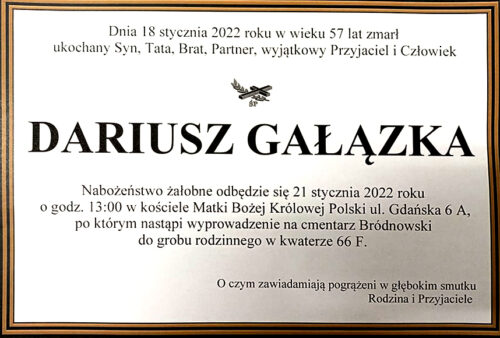 Dnia 18 stycznia 2022 roku w wieku 57 lat zmarł
ukochany Syn, Tata, Brat, Partner, wyjątkowy Przyjaciel i Człowiek
ŚP
DARIUSZ GAŁĄZKA
Nabożeństwo żałobne odbędzie się 21 stycznia 2022 roku
o godz. 13:00 w kościele Matki Bożej Królowej Polski ul. Gdańska 6 A,
po którym nastąpi wyprowadzenie na cmentarz Bródnowski
do grobu rodzinnego w kwaterze 66 F.
O czym zawiadamiają pogrążeni w głębokim smutku
Rodzina i Przyjaciele